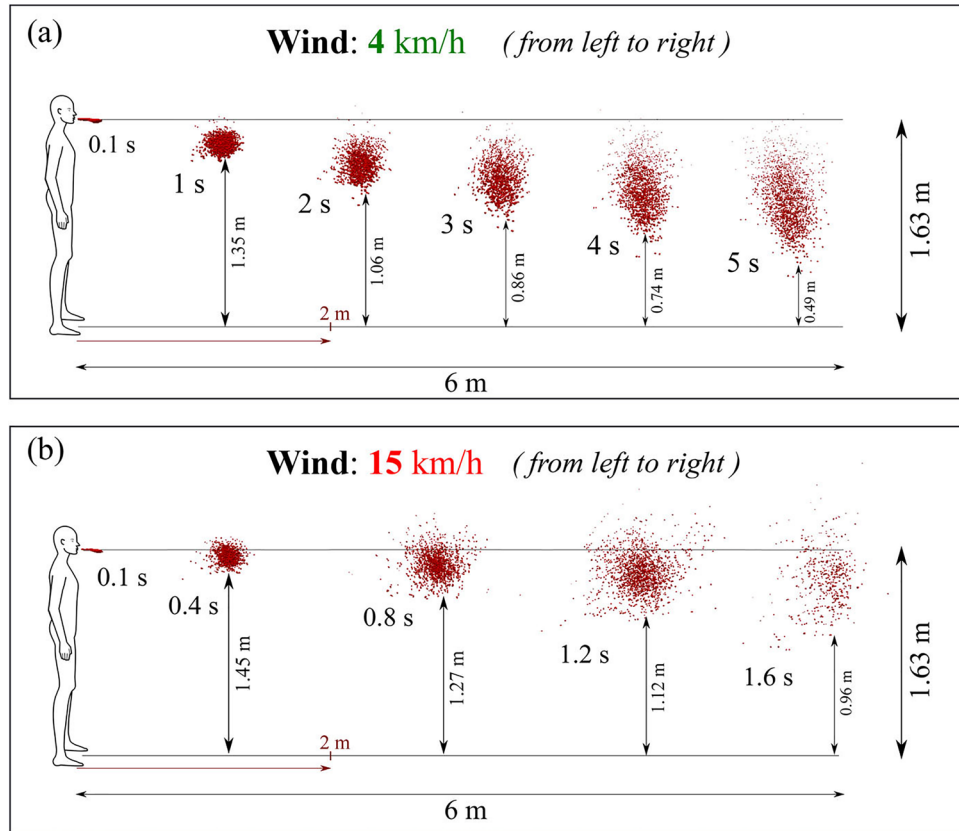 (a)
Wind: 4 km/h (from left to right)
0.1 s
1 s
2 s
3 s
4 s
5 s
1.35 m
1.06 m
0.86 m
0.74 m
0.49 m
1.63 m
2 m
6 m
(b)
Wind: 15 km/h (from left to right)
0.1 s
0.4 s
0.8 s
1.2 s
1.6 s
1.45 m
1.27 m
1.12 m
0.96 m
1.63 m
2 m
6 m